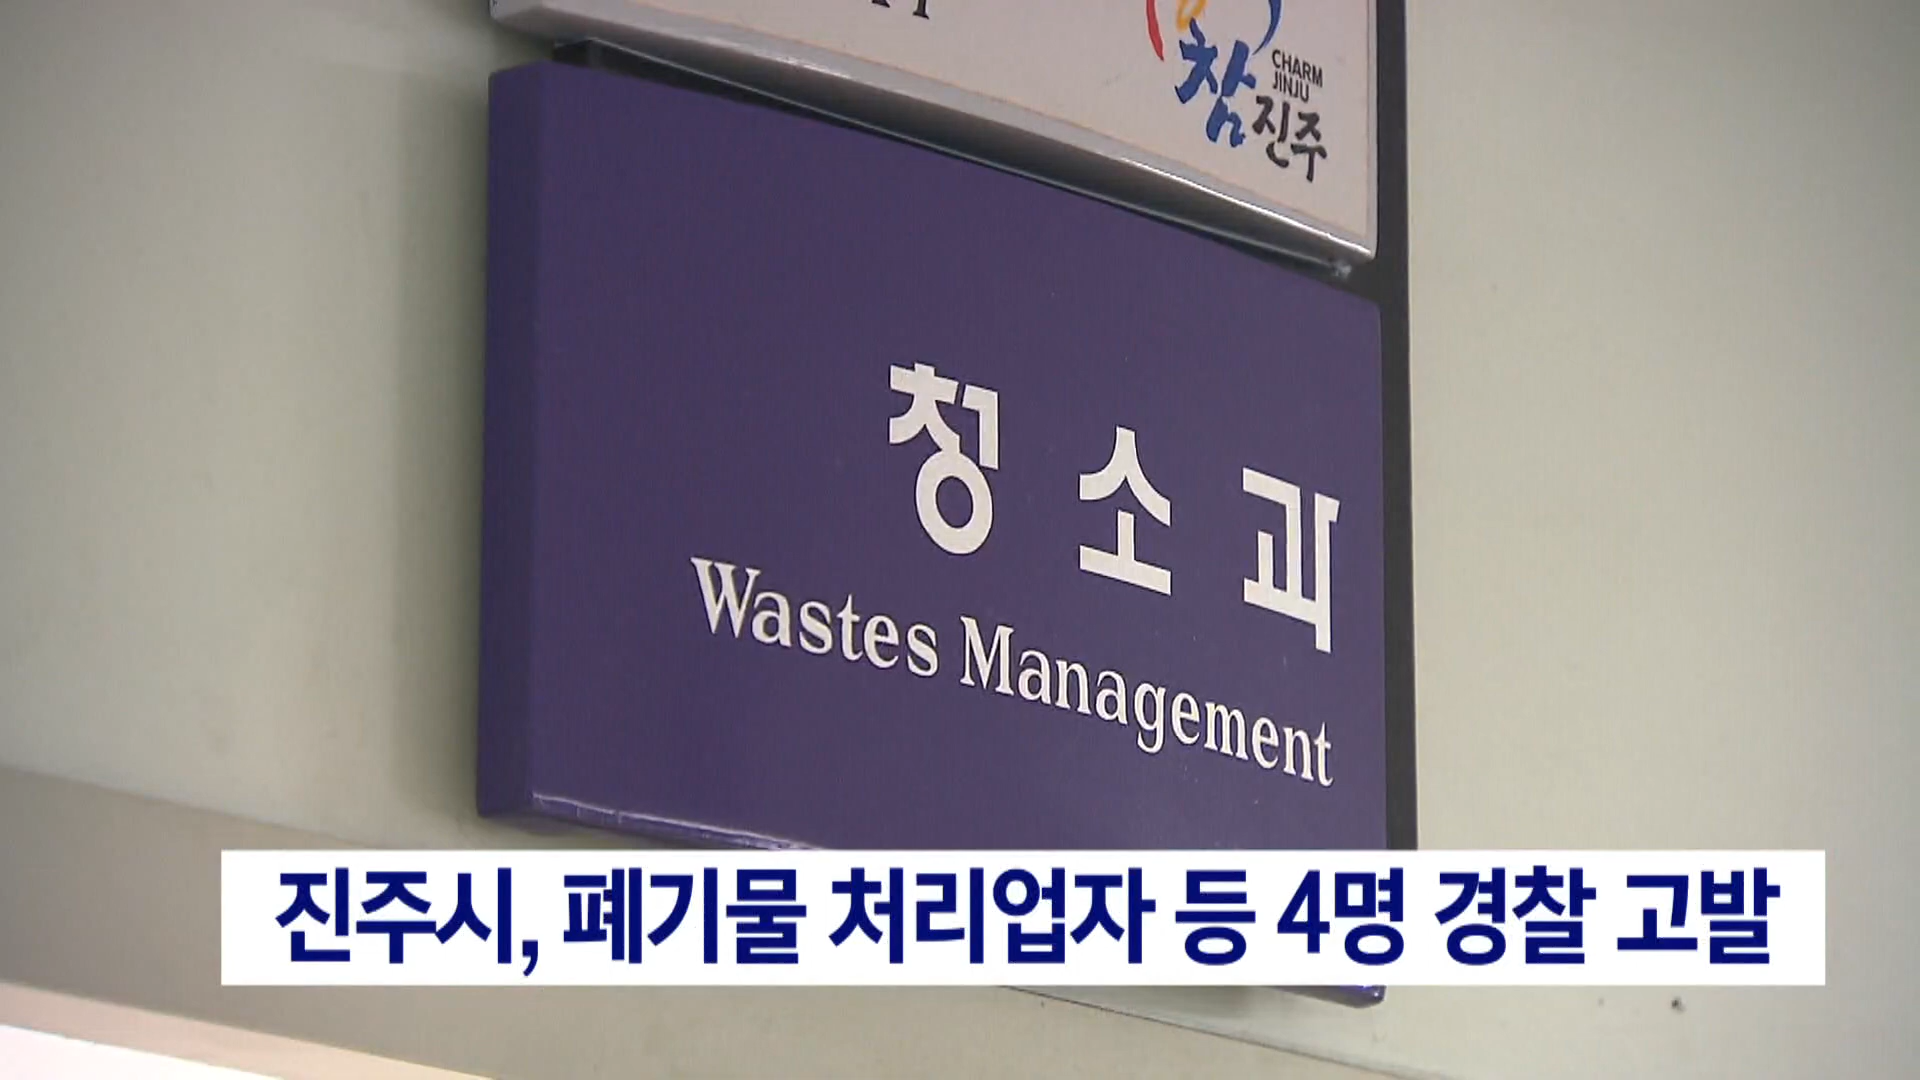 참
CHARM
JINJU
진주
청소과
Wastes Management
진주시, 폐기물 처리업자 등 4명 경찰 고발